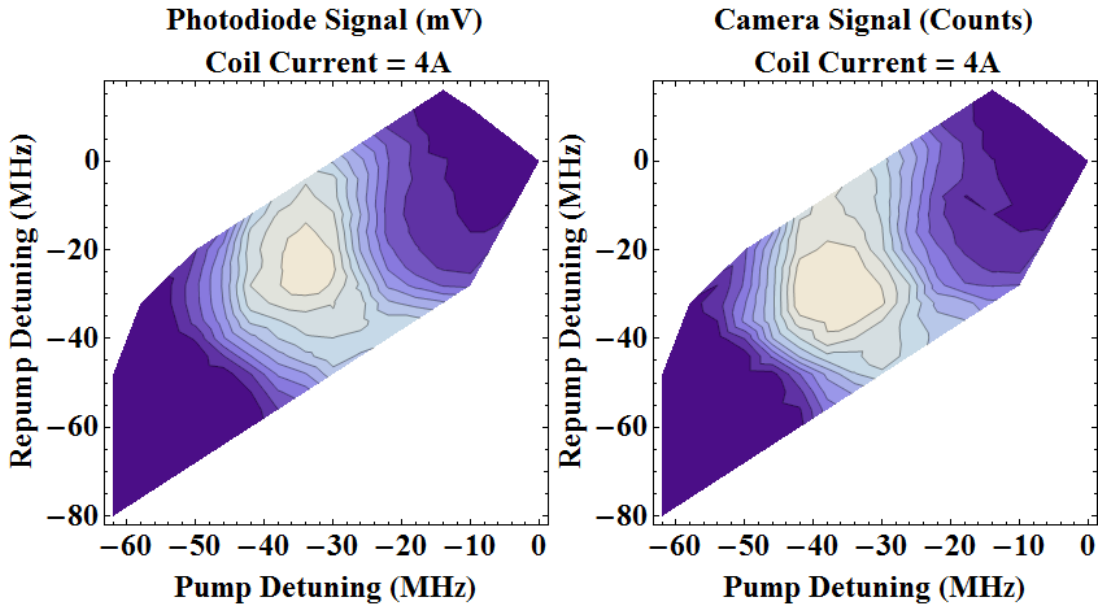 Photodiode Signal (mV)
Coil Current = 4A
Repump Detuning (MHz)
0
−20
−40
−60
−80
−60 −50 −40 −30 −20 −10 0
Pump Detuning (MHz)
Camera Signal (Counts)
Coil Current = 4A
Repump Detuning (MHz)
0
−20
−40
−60
−80
−60 −50 −40 −30 −20 −10 0
Pump Detuning (MHz)